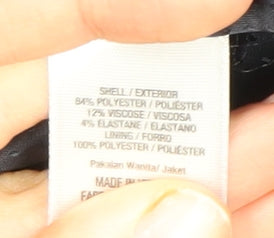 SHELL / EXTERIOR
84% POLYESTER / POLIÉSTER
12% VISCOSE / VISCOSA
4% ELASTANE / ELASTANO
LINING / FORRO
100% POLYESTER / POLIÉSTER
Pakaian Wanita/ Jaket
MADE IN